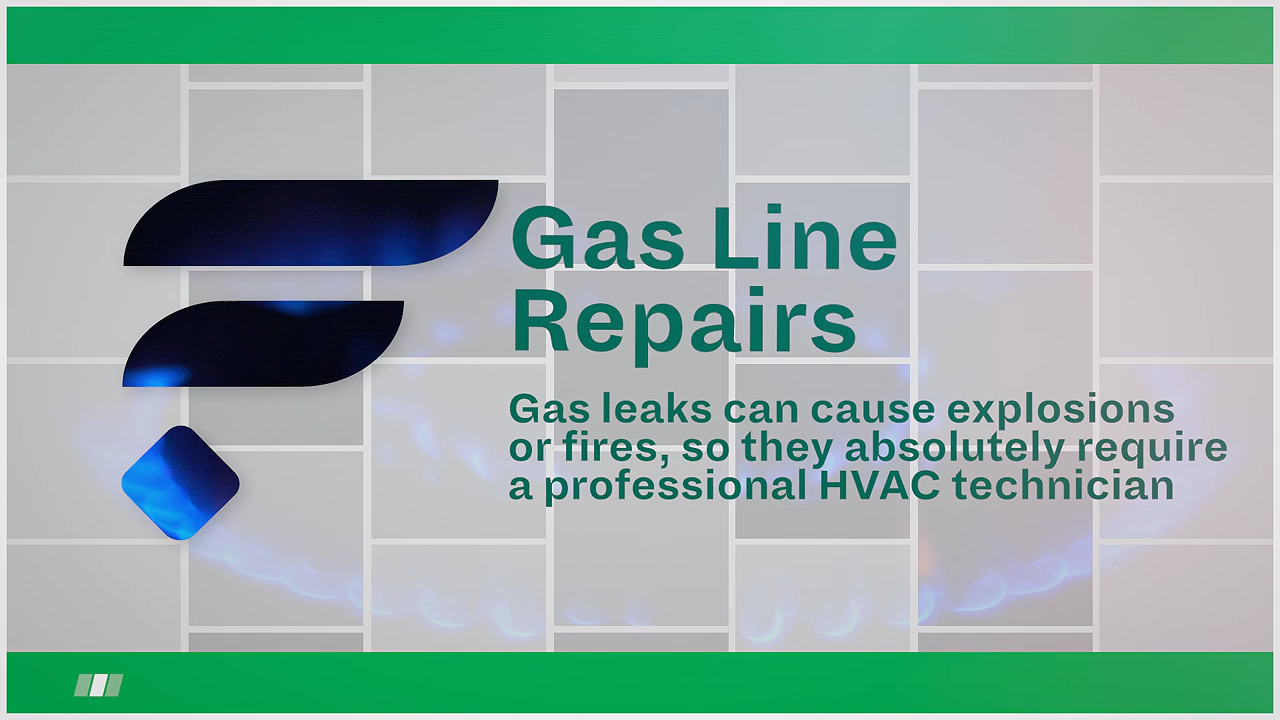 Gas Line
Repairs
Gas leaks can cause explosions
or fires, so they absolutely require
a professional HVAC technician